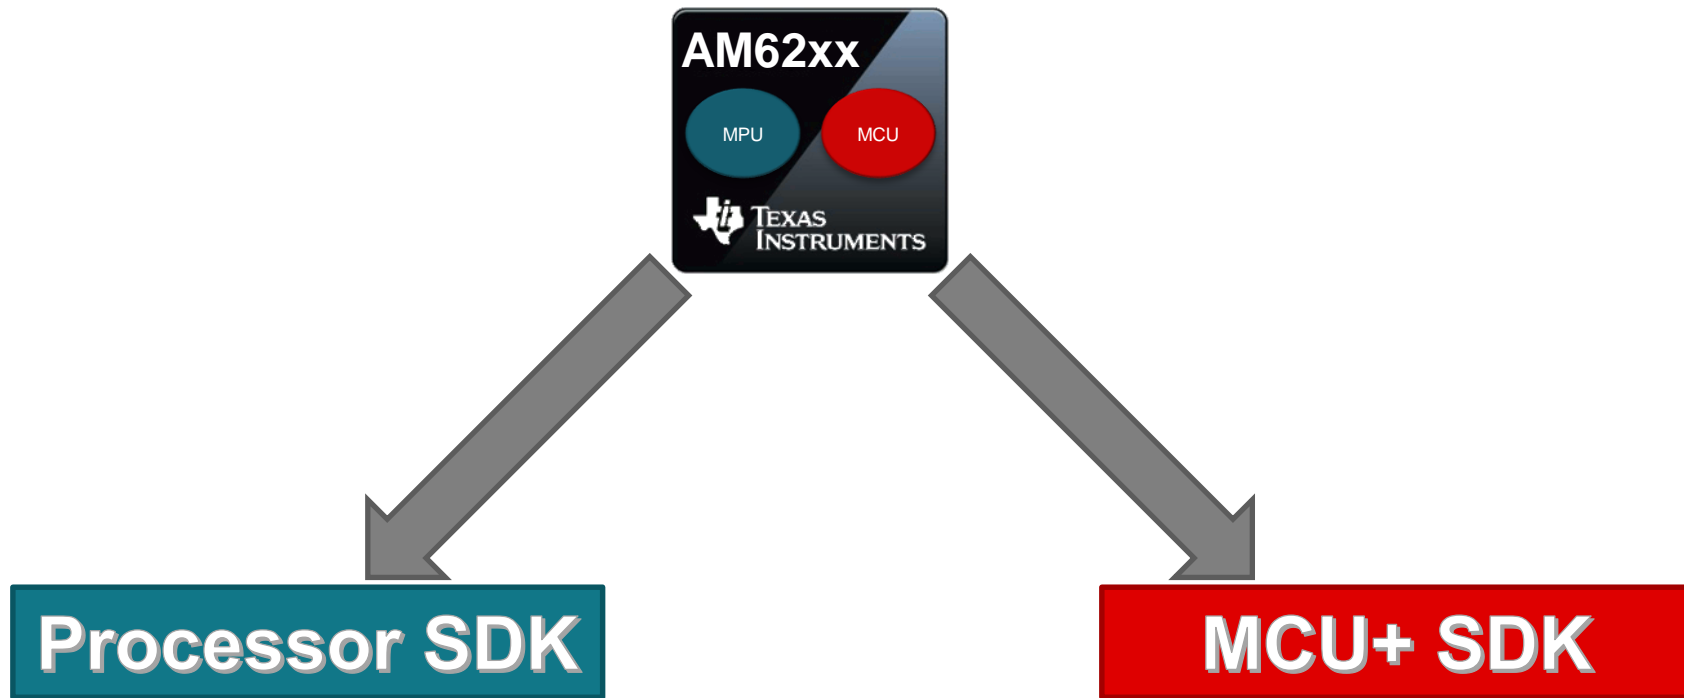 AM62xx
MPU
MCU
TEXAS
INSTRUMENTS
Processor SDK
MCU+ SDK